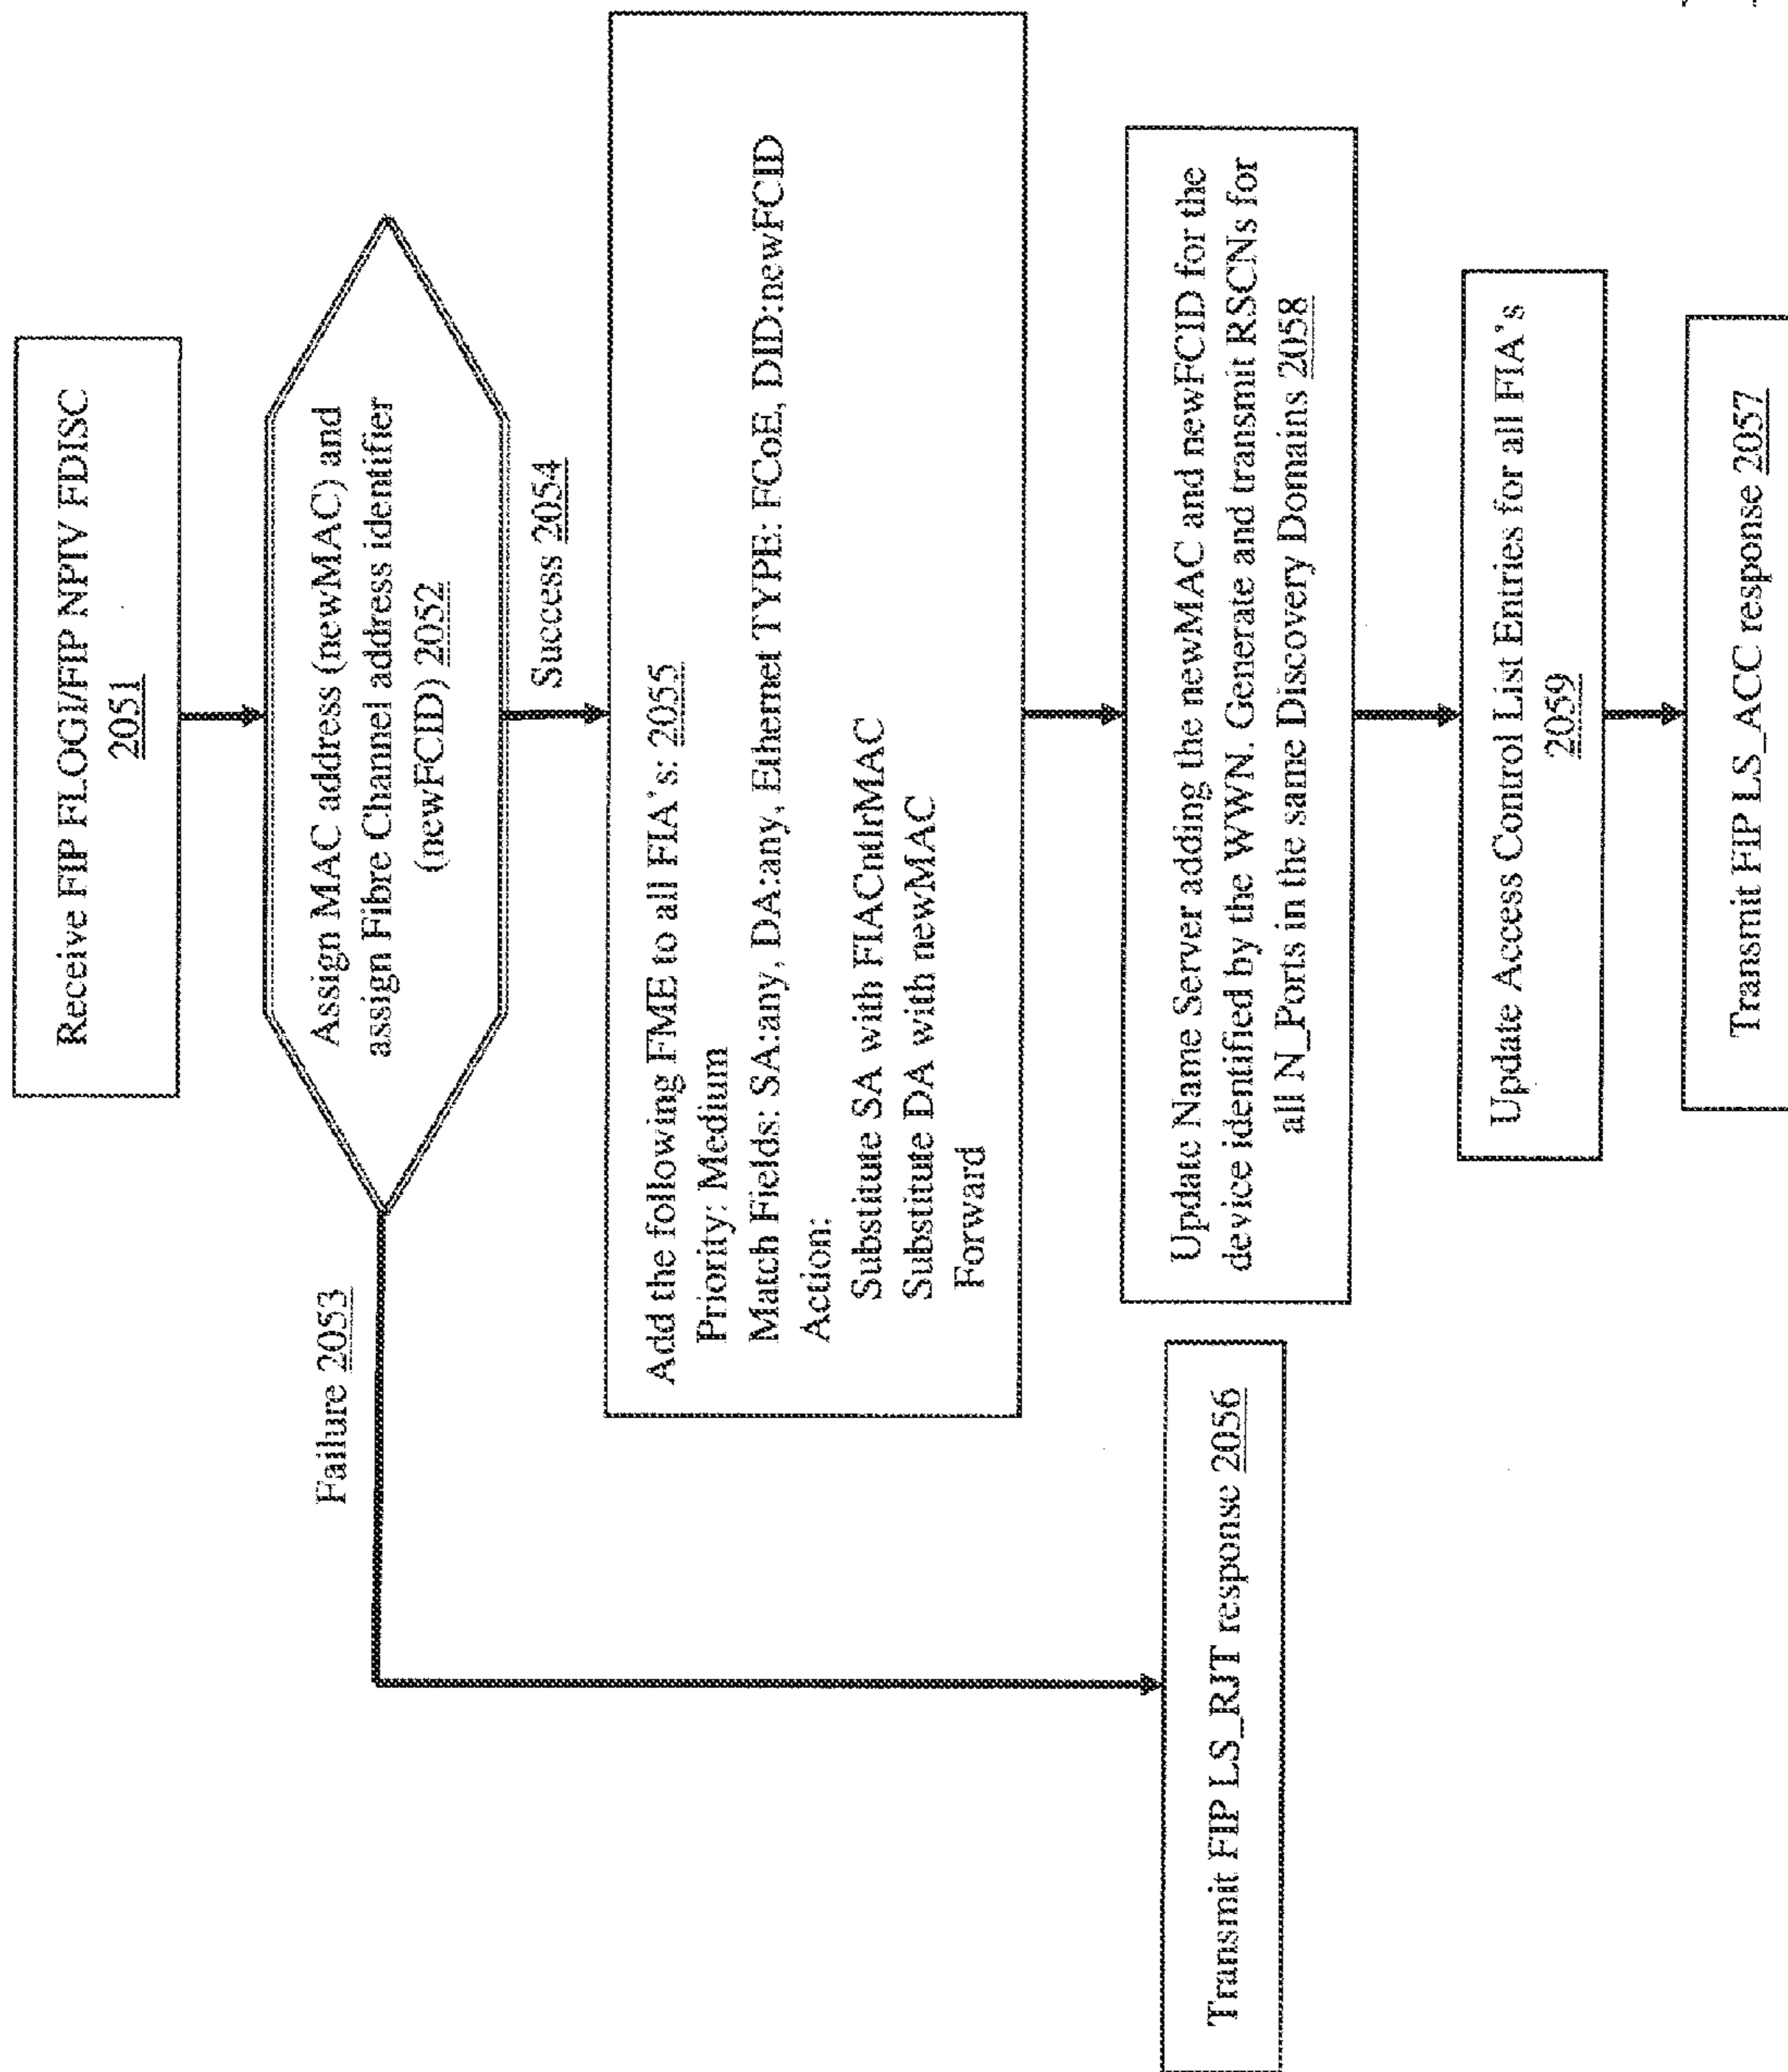 Receive FIP FLOGI/FIP NPIV FDISC
2051
Assign MAC address (newMAC) and
assign Fibre Channel address identifier
(newFCID) 2052
Failure 2053
Success 2054
Add the following FME to all FIA's: 2055
Priority: Medium
Match Fields: SA:any, DA:any, Ethernet TYPE: FCoE, DID:newFCID
Action:
Substitute SA with FIACntlrMAC
Substitute DA with newMAC
Forward
Transmit FIP LS_RJT response 2056
Update Name Server adding the newMAC and newFCID for the
device identified by the WWN. Generate and transmit RSCNs for
all N_Ports in the same Discovery Domains 2058
Update Access Control List Entries for all FIA's
2059
Transmit FIP LS_ACC response 2057